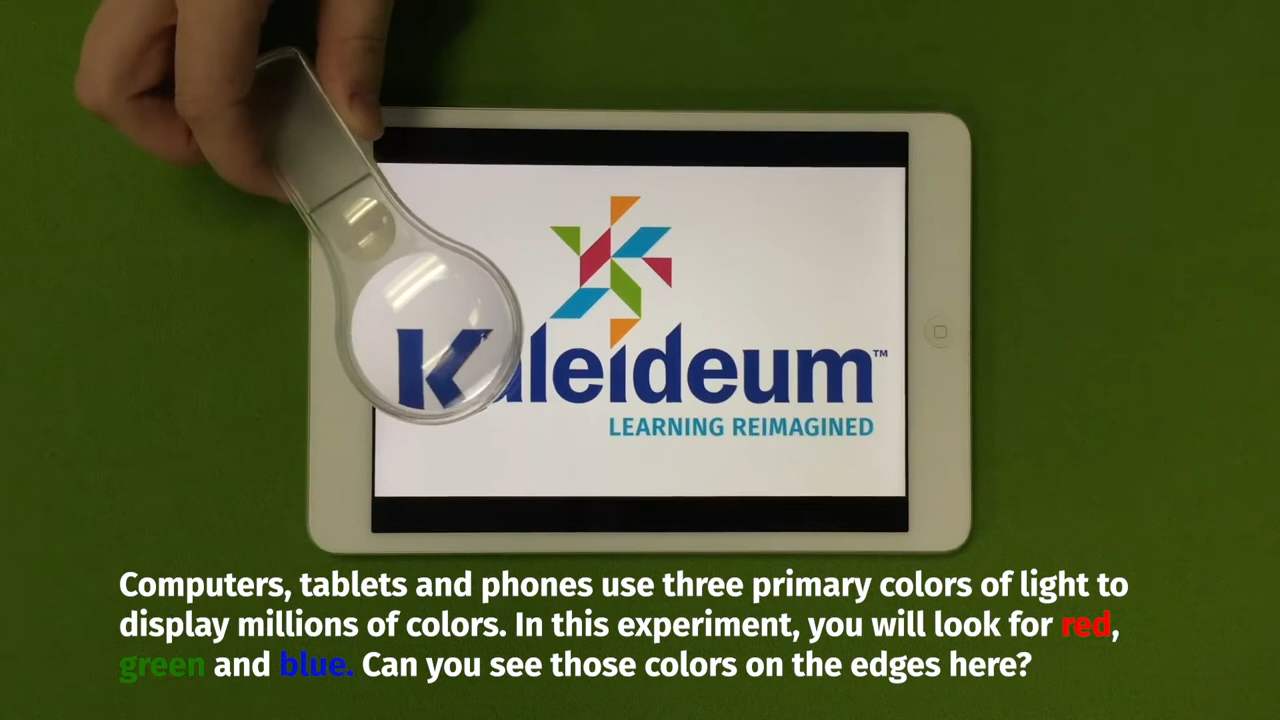 Kaleideum™
LEARNING REIMAGINED
Computers, tablets and phones use three primary colors of light to
display millions of colors. In this experiment, you will look for red,
green and blue. Can you see those colors on the edges here?